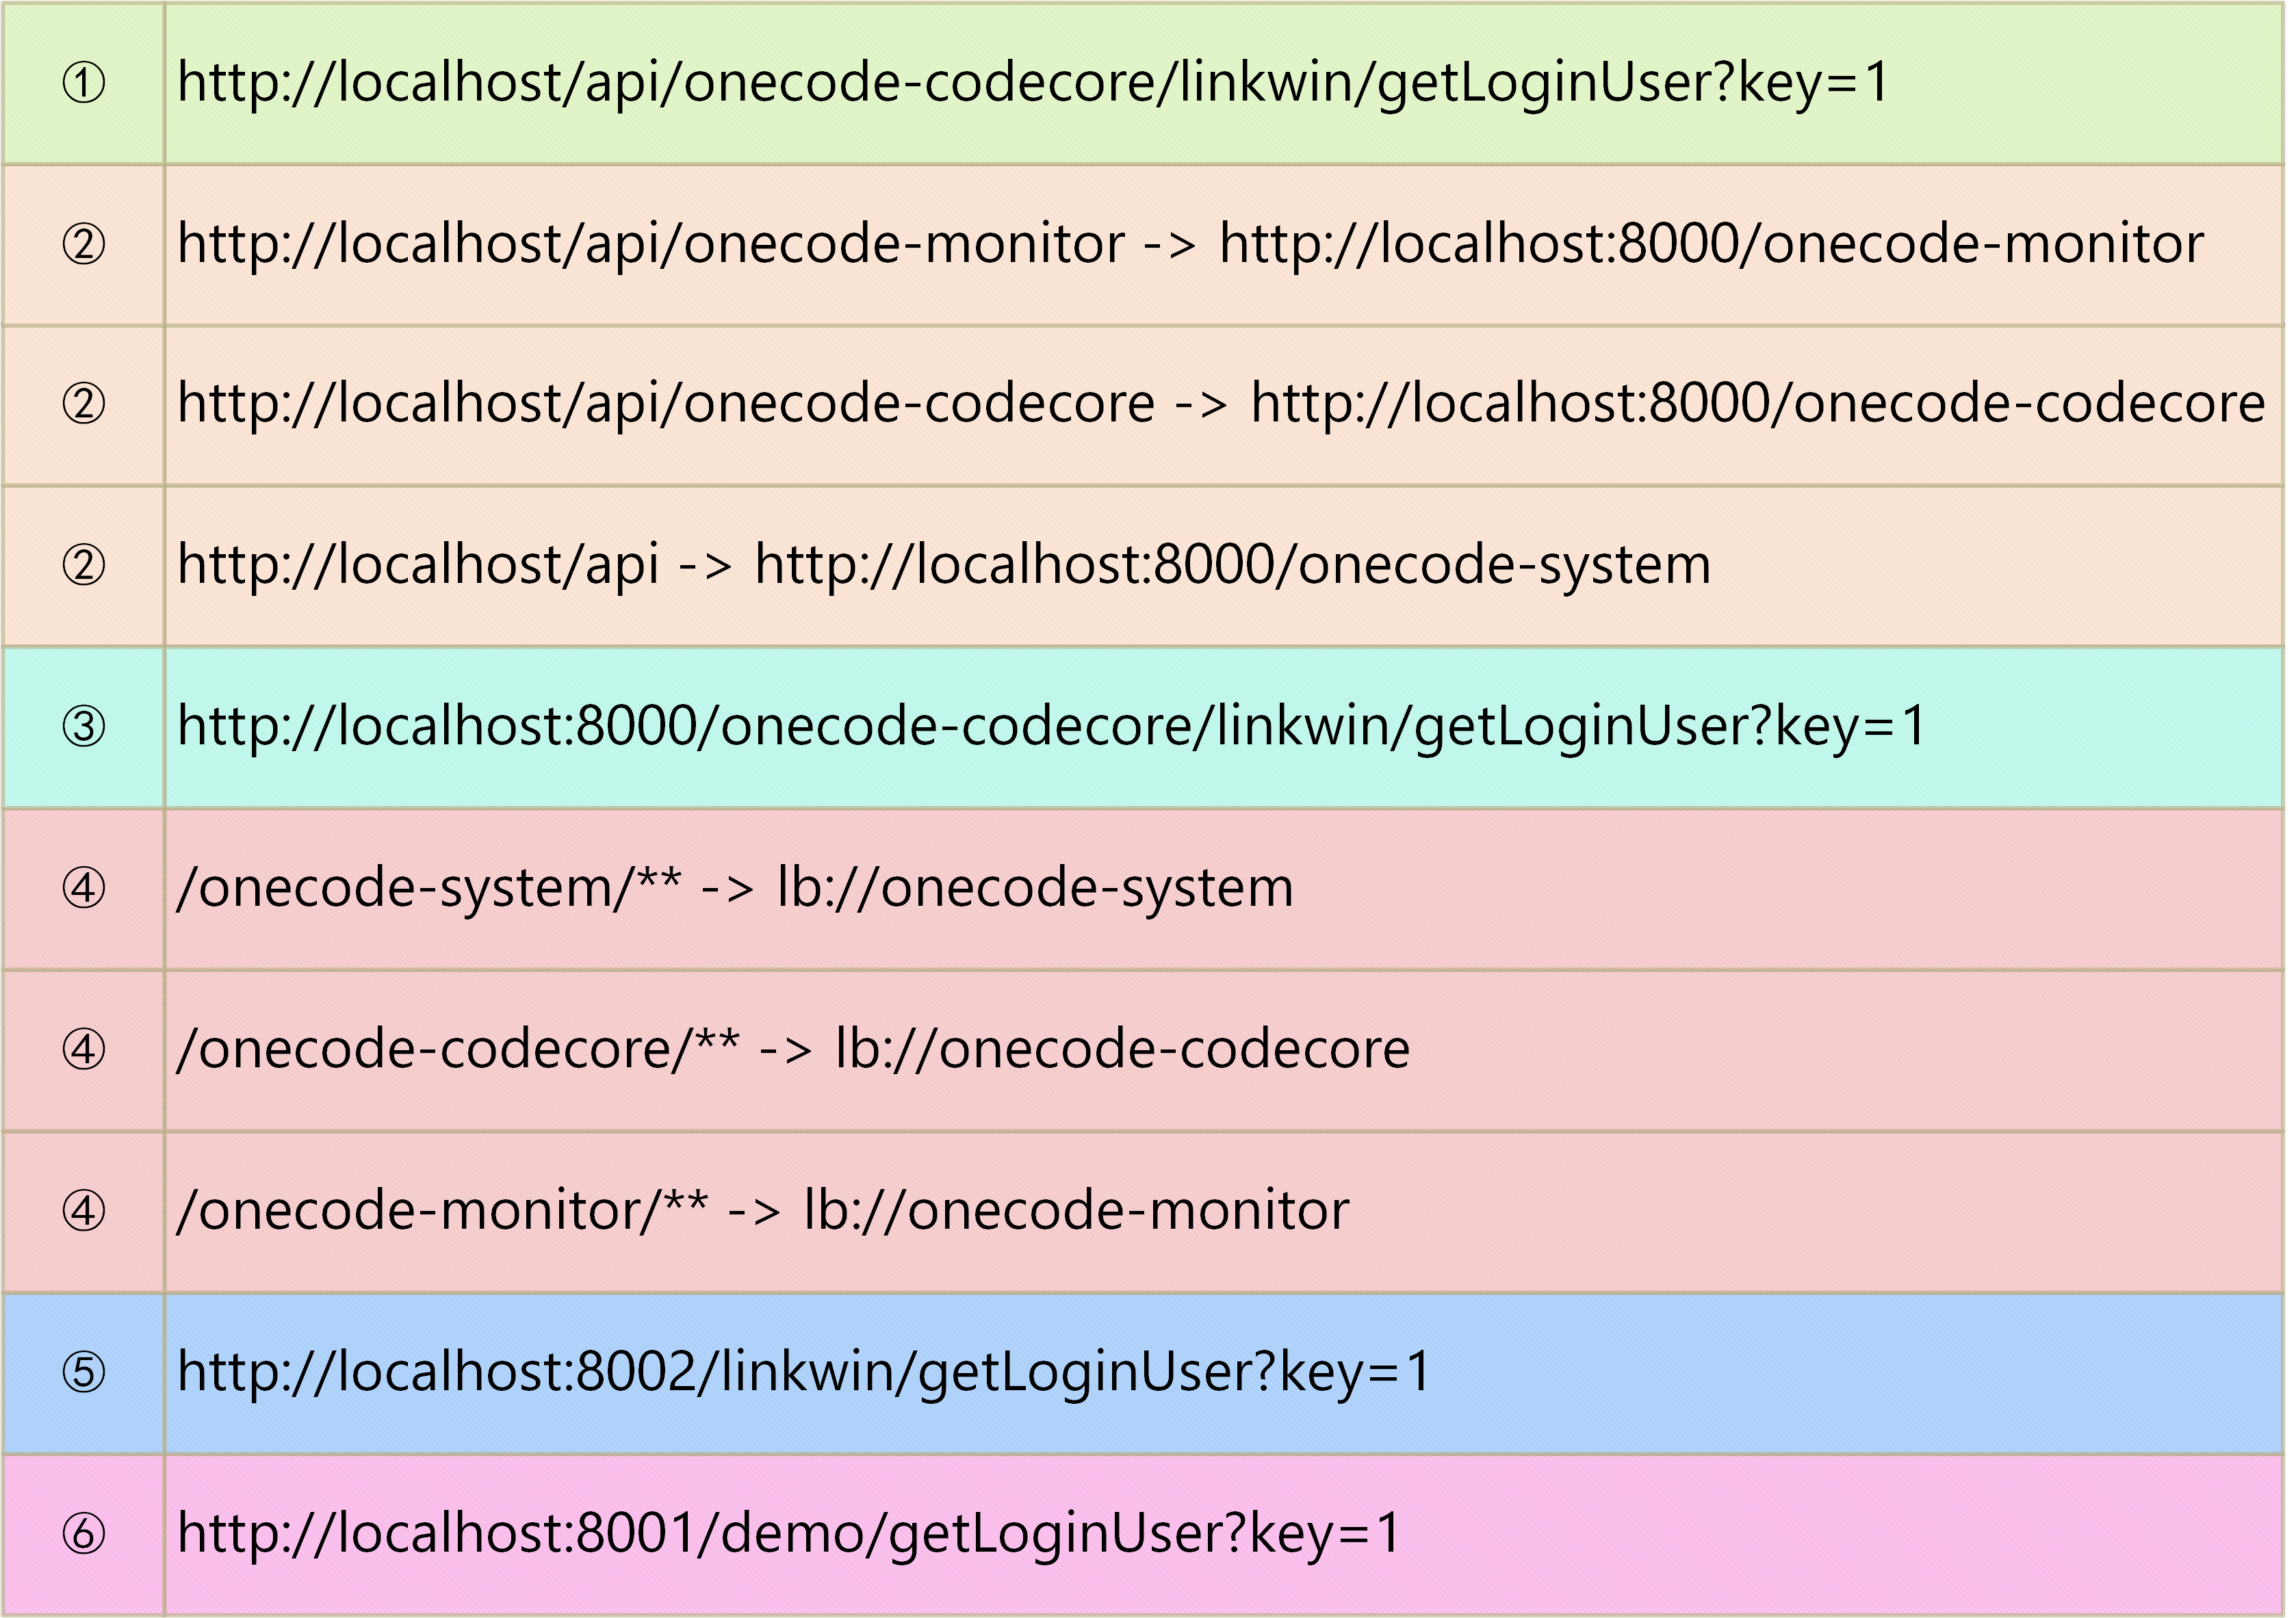 ① http://localhost/api/onecode-codecore/linkwin/getLoginUser?key=1
② http://localhost/api/onecode-monitor -> http://localhost:8000/onecode-monitor
② http://localhost/api/onecode-codecore -> http://localhost:8000/onecode-codecore
② http://localhost/api -> http://localhost:8000/onecode-system
③ http://localhost:8000/onecode-codecore/linkwin/getLoginUser?key=1
④ /onecode-system/** -> lb://onecode-system
④ /onecode-codecore/** -> lb://onecode-codecore
④ /onecode-monitor/** -> lb://onecode-monitor
⑤ http://localhost:8002/linkwin/getLoginUser?key=1
⑥ http://localhost:8001/demo/getLoginUser?key=1